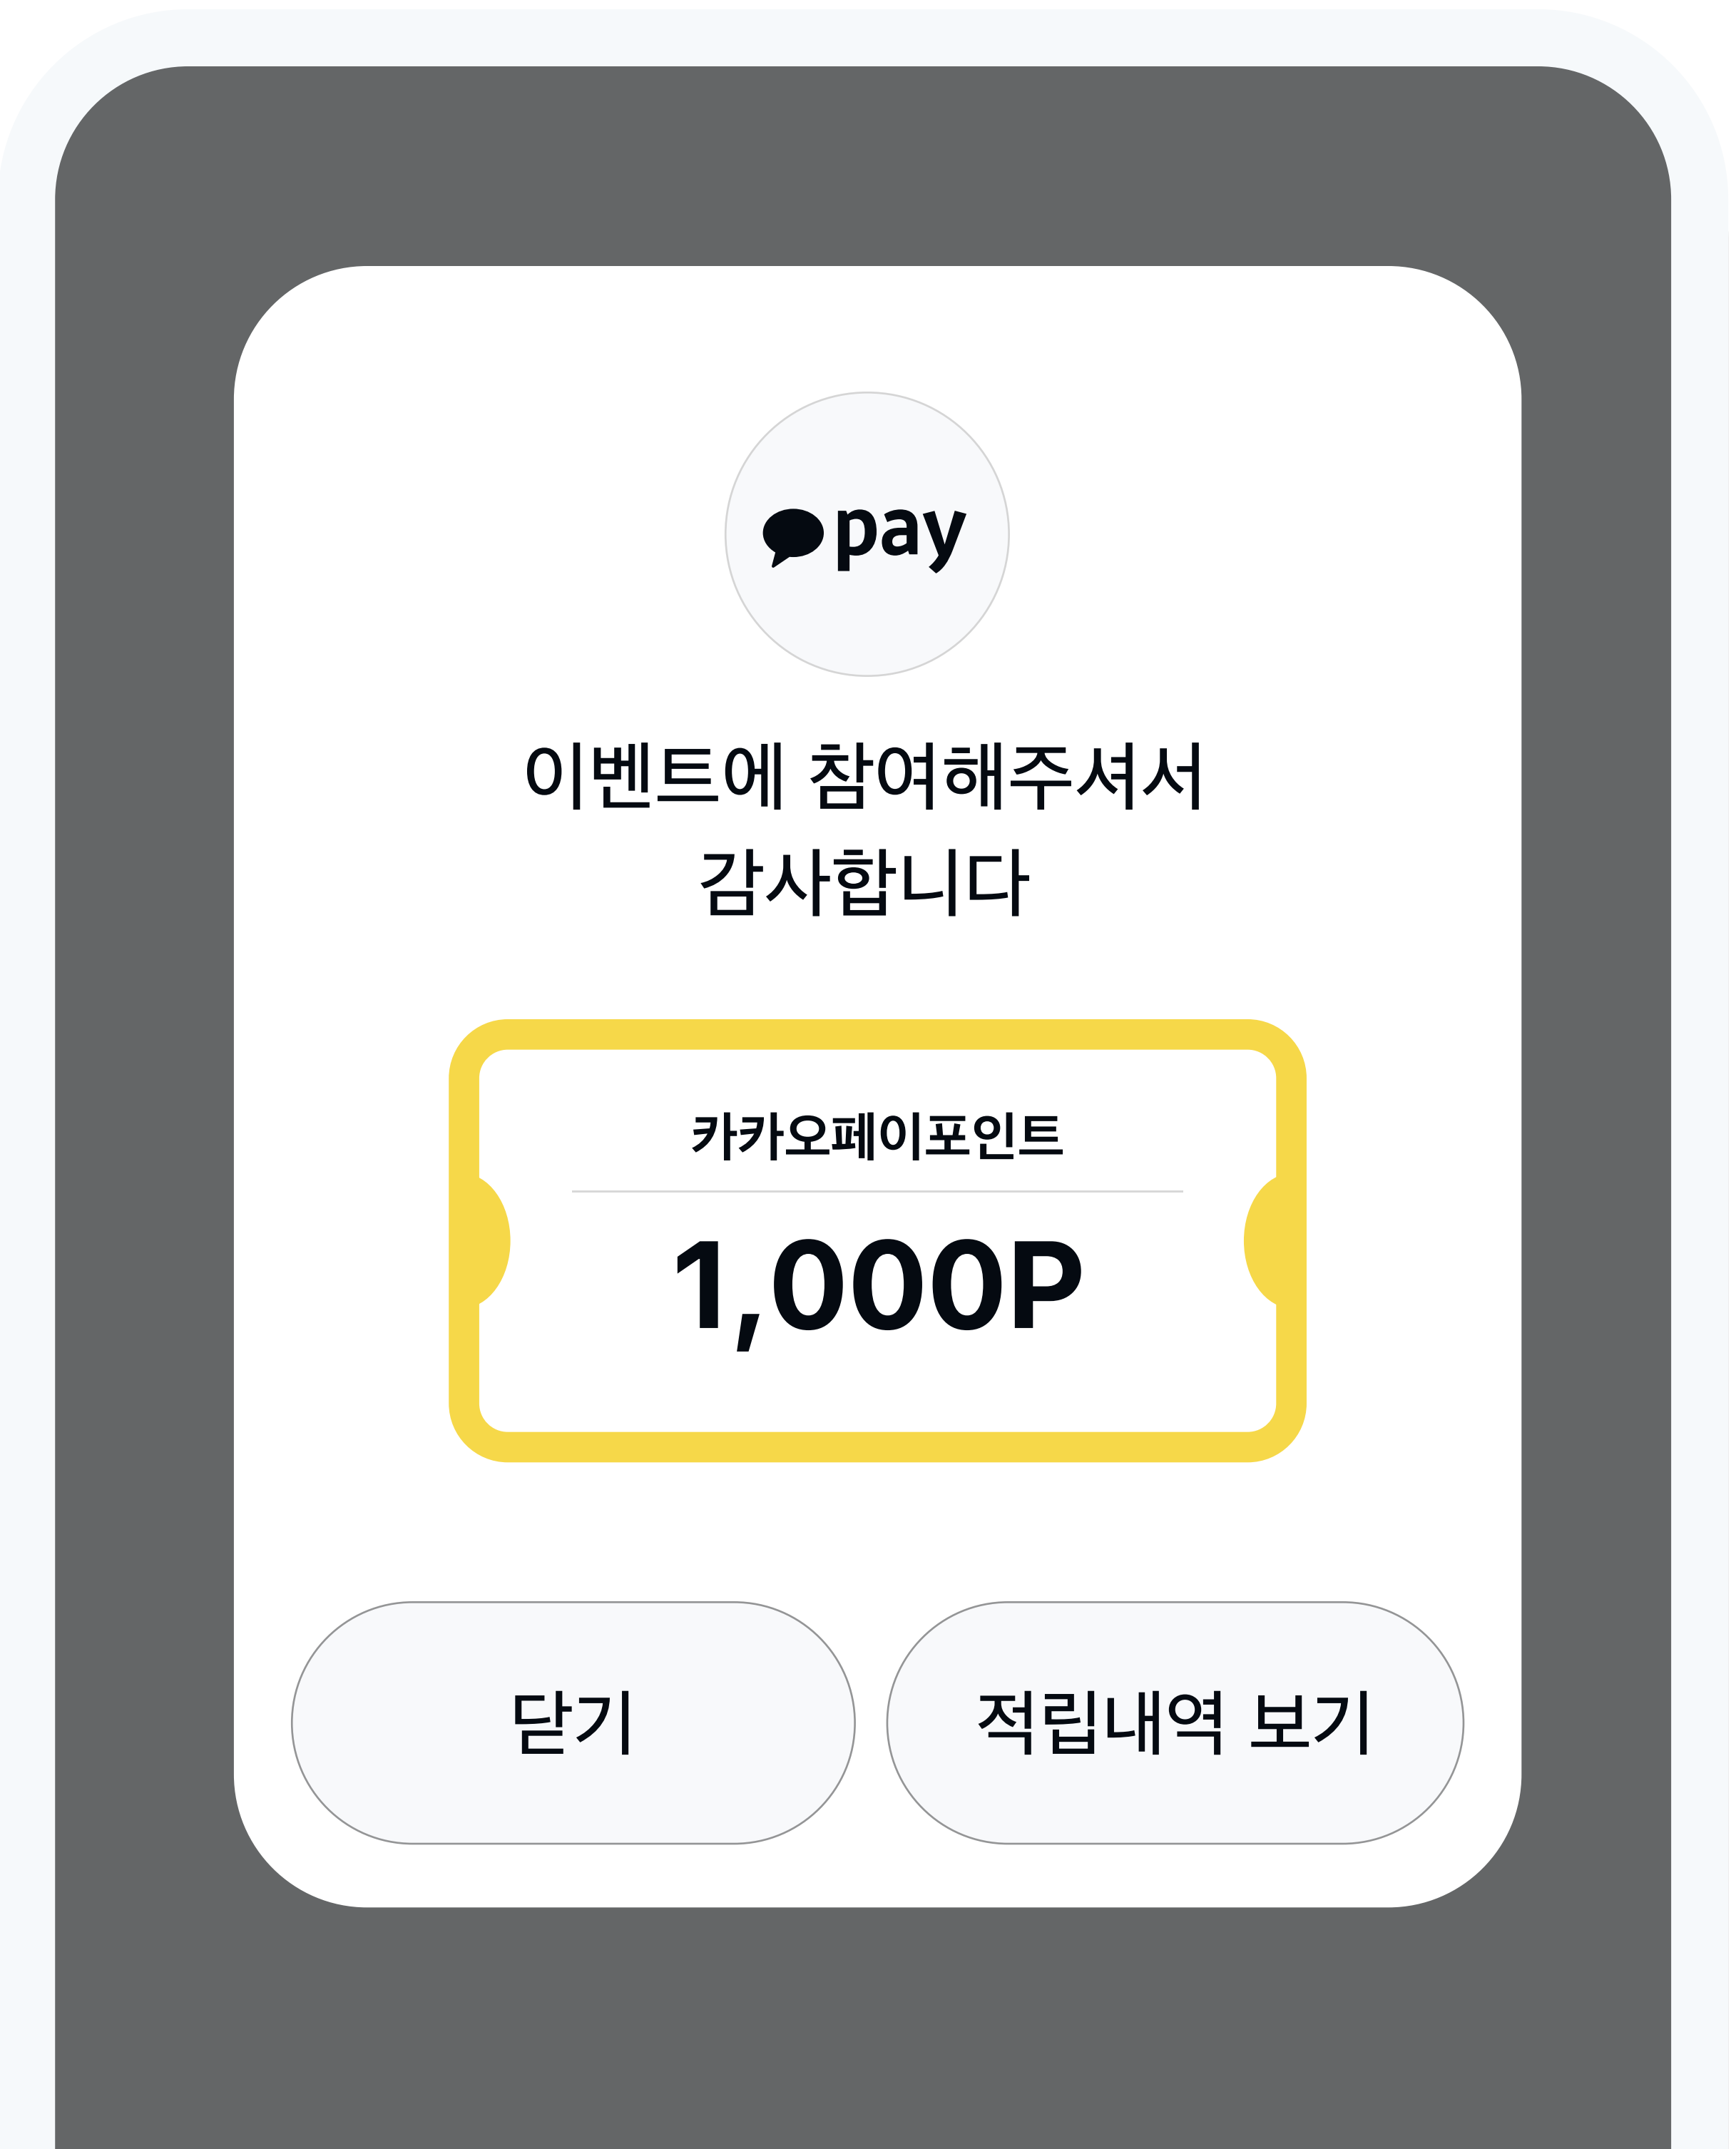 pay
이벤트에 참여해주셔서
감사합니다
카카오페이포인트
1,000P
닫기
적립내역 보기